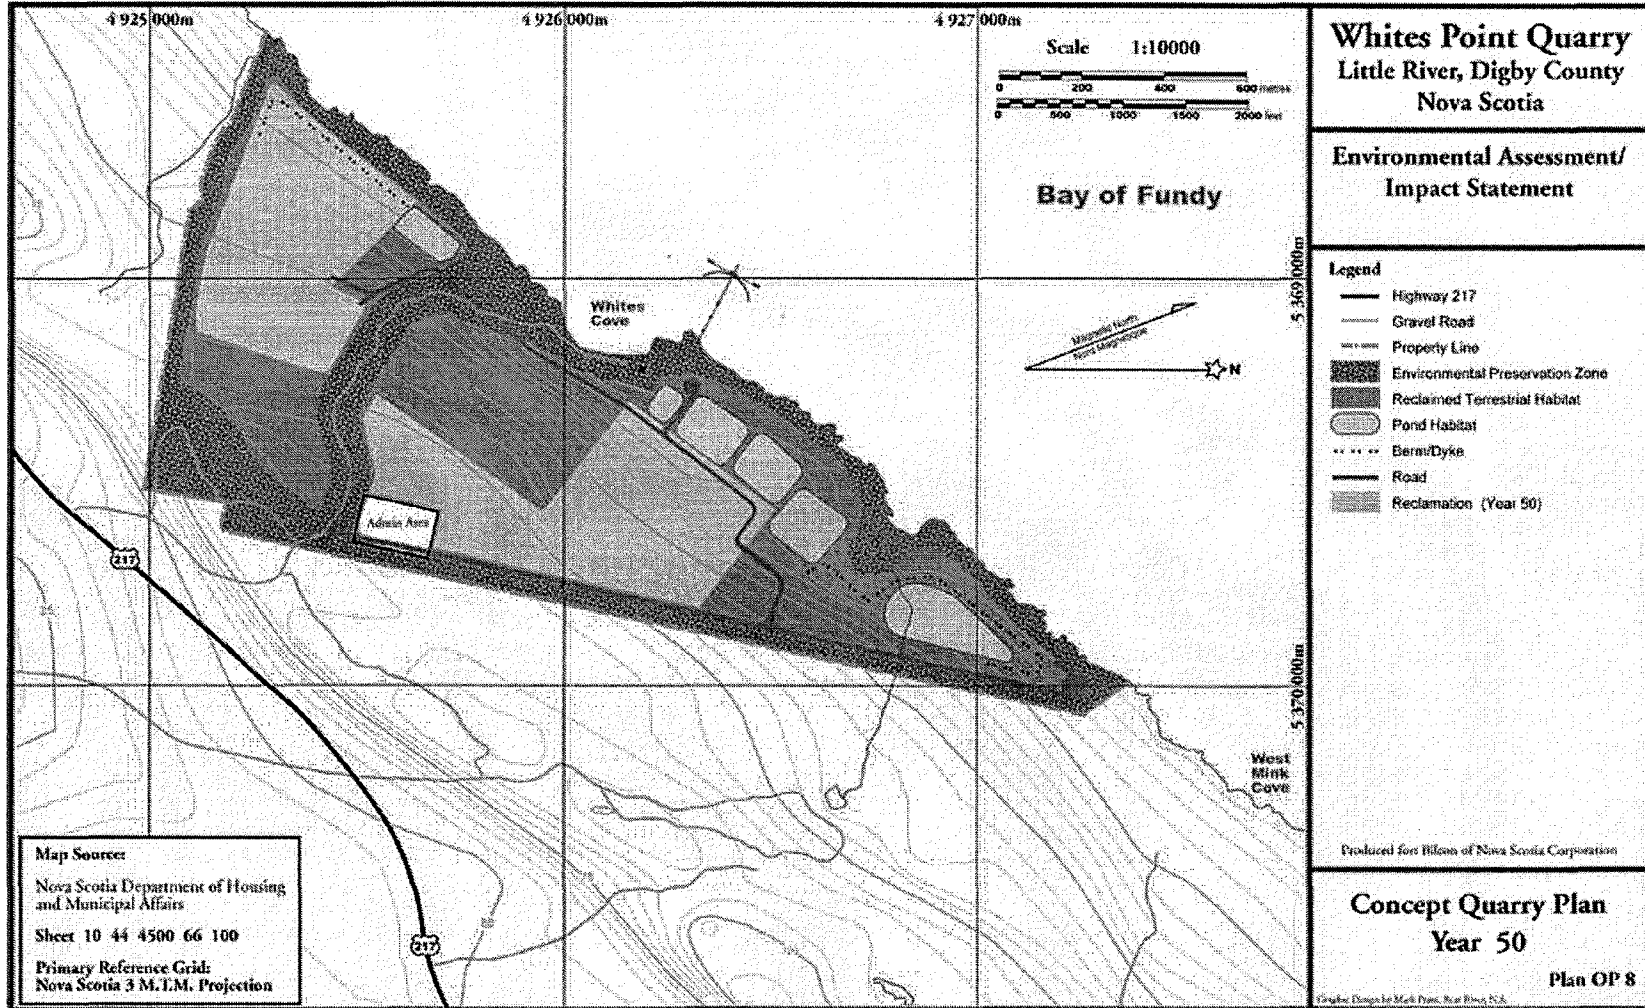 4 925 000m
4 926 000m
4 927 000m
Scale 1:10000
0 200 400 600 metres
0 500 1000 1500 2000 feet
Bay of Fundy
5 369 000m
Whites
Cove
Magnetic North
Nord Magnetique
N
Admin Area
217
5 370 000m
West
Mink
Cove
217
Map Source:
Nova Scotia Department of Housing
and Municipal Affairs
Sheet 10 44 4500 66 100
Primary Reference Grid:
Nova Scotia 3 M.T.M. Projection
Whites Point Quarry
Little River, Digby County
Nova Scotia
Environmental Assessment/
Impact Statement
Legend
Highway 217
Gravel Road
Property Line
Environmental Preservation Zone
Reclaimed Terrestrial Habitat
Pond Habitat
Berm/Dyke
Road
Reclamation (Year 50)
Produced for: Bilcon of Nova Scotia Corporation
Concept Quarry Plan
Year 50
Plan OP 8